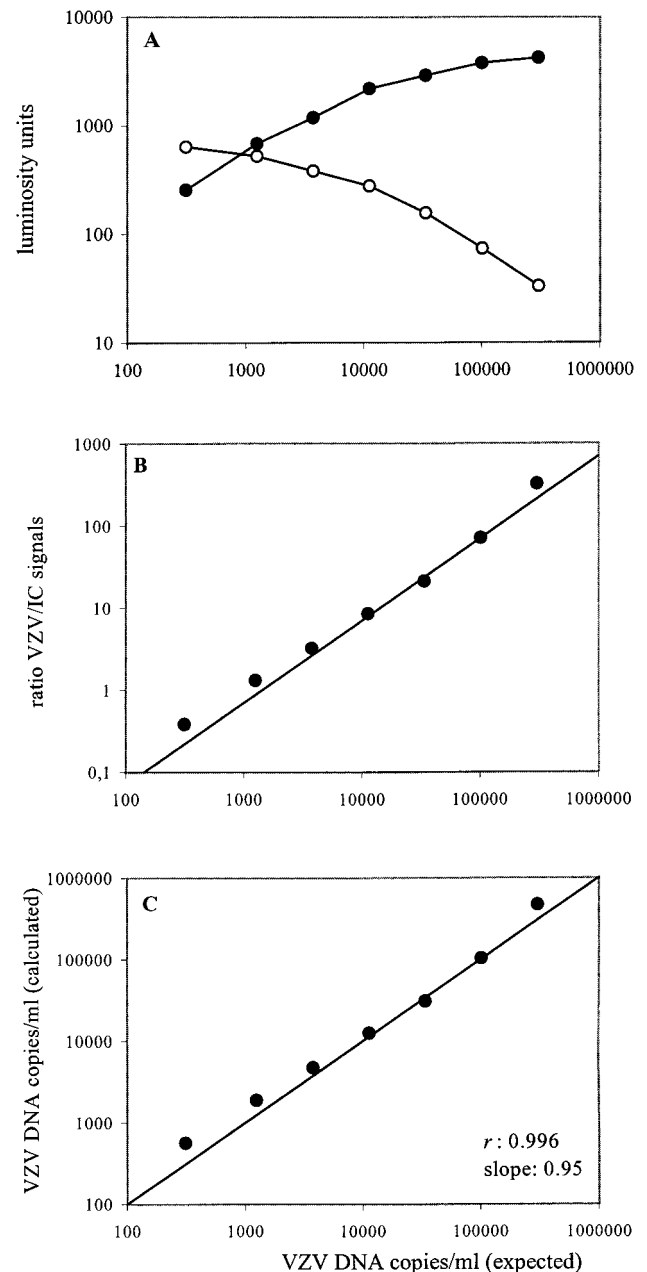 A
luminosity units
10000
1000
100
10
100 1000 10000 100000 1000000
B
ratio VZV/IC signals
1000
100
10
1
0,1
100 1000 10000 100000 1000000
C
VZV DNA copies/ml (calculated)
1000000
100000
10000
1000
100
r : 0.996
slope: 0.95
100 1000 10000 100000 1000000
VZV DNA copies/ml (expected)